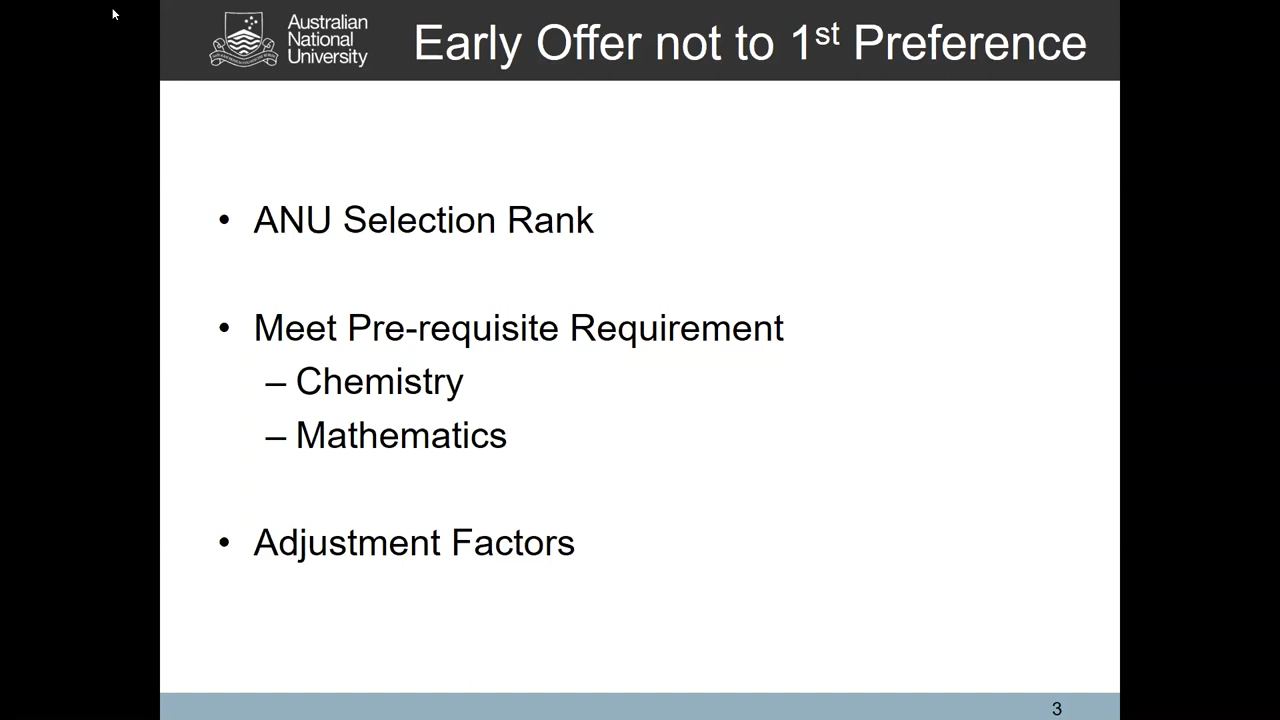 Australian
National
University
Early Offer not to 1st Preference
• ANU Selection Rank
• Meet Pre-requisite Requirement
– Chemistry
– Mathematics
• Adjustment Factors
3